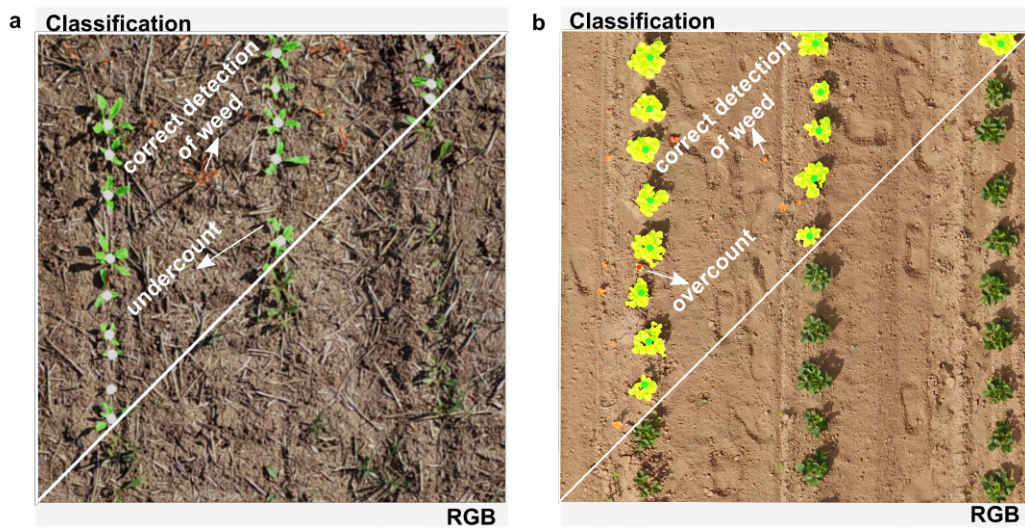 a
Classification
correct detection
of weed
undercount
RGB
b
Classification
correct detection
of weed
overcount
RGB